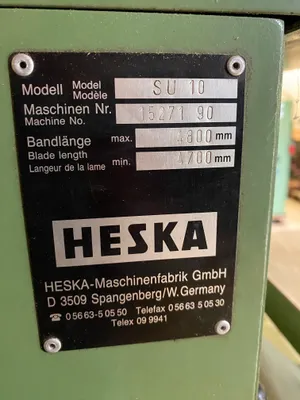 Modell Model Modèle SU 10
Maschinen Nr. Machine No. 15271 90
Bandlänge max. 4800 mm
Blade length
Langeur de la lame min. 4700 mm
HESKA
HESKA-Maschinenfabrik GmbH
D 3509 Spangenberg/W.Germany
☎ 05663-50550 Telefax 05663 50530
Telex 09 9941